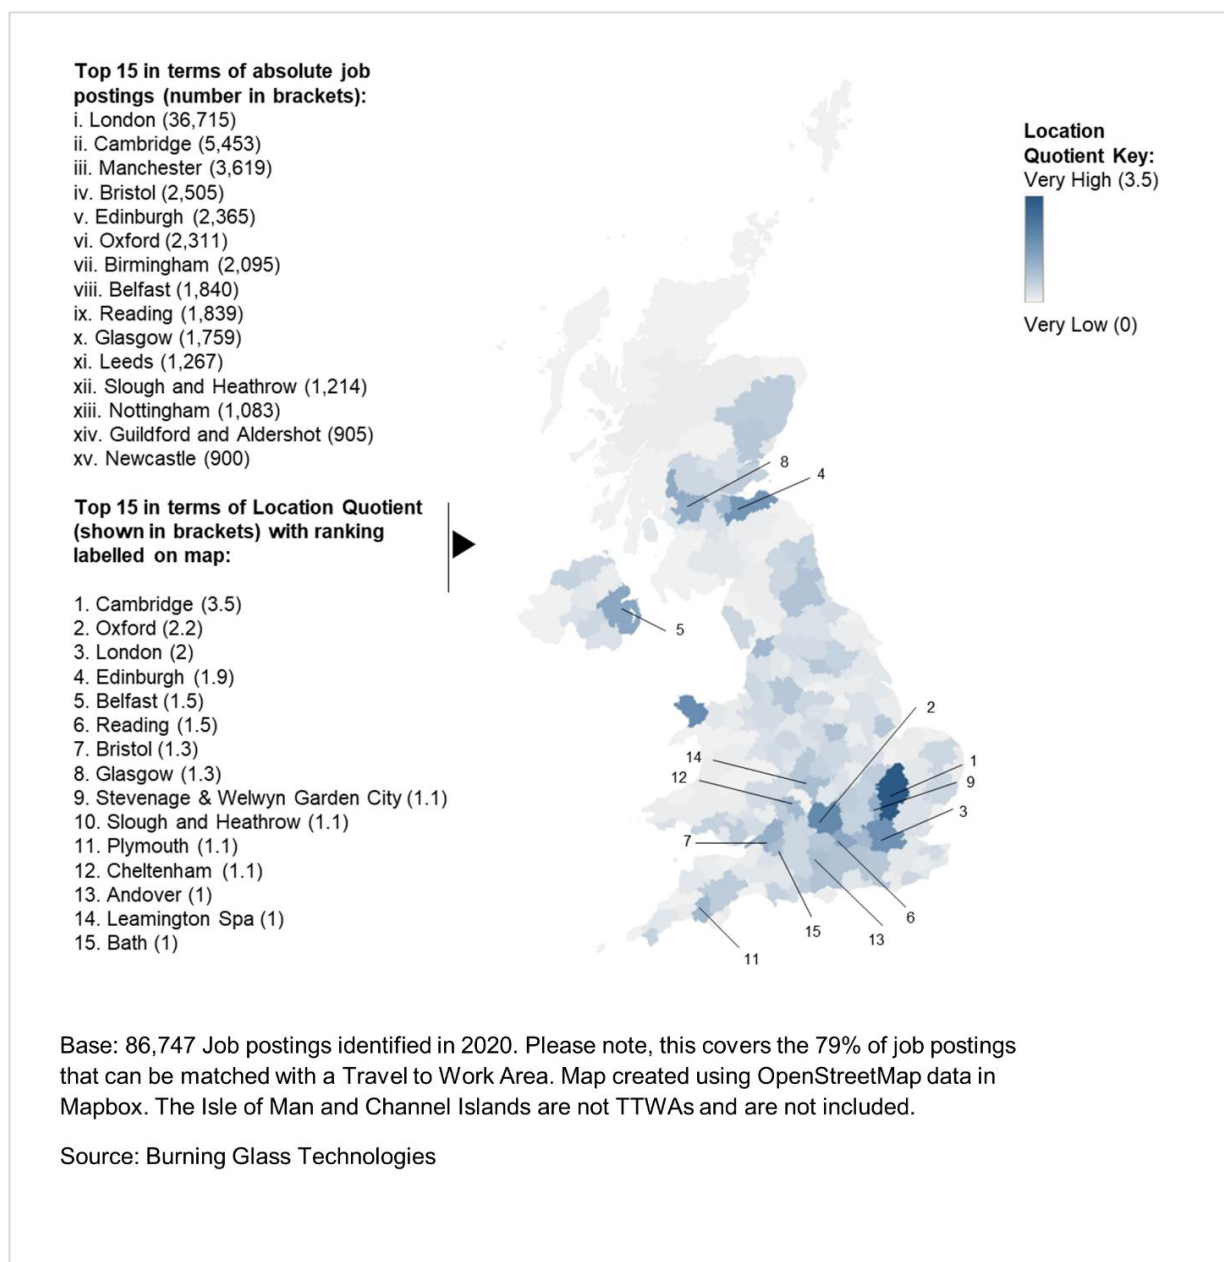 Top 15 in terms of absolute job
postings (number in brackets):
i. London (36,715)
ii. Cambridge (5,453)
iii. Manchester (3,619)
iv. Bristol (2,505)
v. Edinburgh (2,365)
vi. Oxford (2,311)
vii. Birmingham (2,095)
viii. Belfast (1,840)
ix. Reading (1,839)
x. Glasgow (1,759)
xi. Leeds (1,267)
xii. Slough and Heathrow (1,214)
xiii. Nottingham (1,083)
xiv. Guildford and Aldershot (905)
xv. Newcastle (900)
Top 15 in terms of Location Quotient
(shown in brackets) with ranking
labelled on map:
1. Cambridge (3.5)
2. Oxford (2.2)
3. London (2)
4. Edinburgh (1.9)
5. Belfast (1.5)
6. Reading (1.5)
7. Bristol (1.3)
8. Glasgow (1.3)
9. Stevenage & Welwyn Garden City (1.1)
10. Slough and Heathrow (1.1)
11. Plymouth (1.1)
12. Cheltenham (1.1)
13. Andover (1)
14. Leamington Spa (1)
15. Bath (1)
Location
Quotient Key:
Very High (3.5)
Very Low (0)
8
4
5
2
14
1
12
9
3
7
6
15
13
11
Base: 86,747 Job postings identified in 2020. Please note, this covers the 79% of job postings
that can be matched with a Travel to Work Area. Map created using OpenStreetMap data in
Mapbox. The Isle of Man and Channel Islands are not TTWAs and are not included.
Source: Burning Glass Technologies